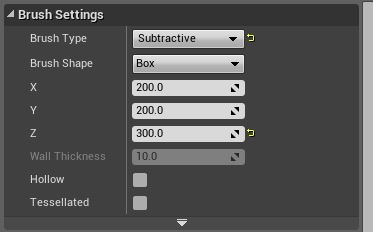 Brush Settings
Brush Type Subtractive
Brush Shape Box
X 200.0
Y 200.0
Z 300.0
Wall Thickness 10.0
Hollow
Tessellated